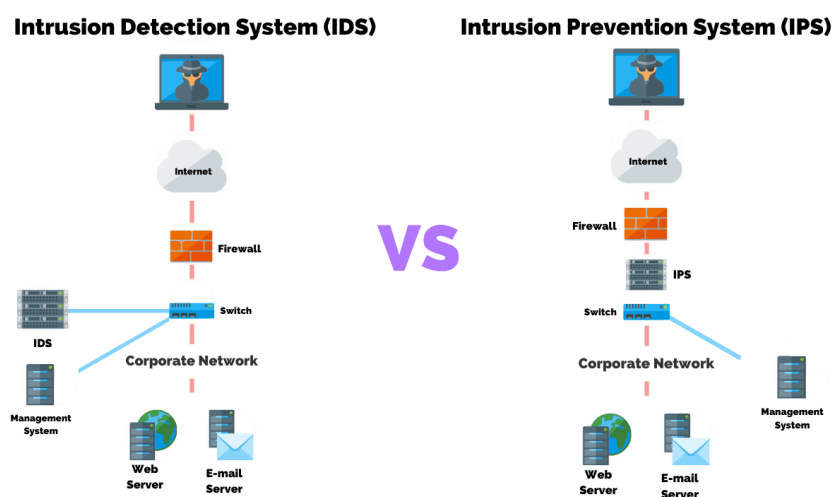 Intrusion Detection System (IDS)
Internet
Firewall
Switch
IDS
Corporate Network
Management
System
Web
Server
E-mail
Server
VS
Intrusion Prevention System (IPS)
Internet
Firewall
IPS
Switch
Corporate Network
Management
System
Web
Server
E-mail
Server